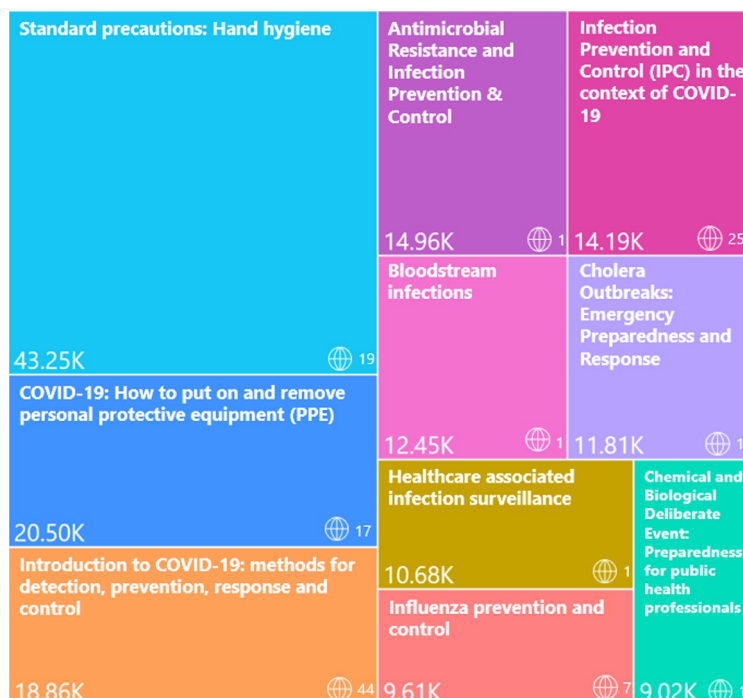 Standard precautions: Hand hygiene
43.25K 19
COVID-19: How to put on and remove
personal protective equipment (PPE)
20.50K 17
Introduction to COVID-19: methods for
detection, prevention, response and
control
18.86K 44
Antimicrobial
Resistance and
Infection
Prevention &
Control
14.96K 1
Infection
Prevention and
Control (IPC) in the
context of COVID-
19
14.19K 25
Bloodstream
infections
12.45K 1
Cholera
Outbreaks:
Emergency
Preparedness and
Response
11.81K 1
Healthcare associated
infection surveillance
10.68K 1
Influenza prevention and
control
9.61K 7
Chemical and
Biological
Deliberate
Event:
Preparedness
for public
health
professionals
9.02K